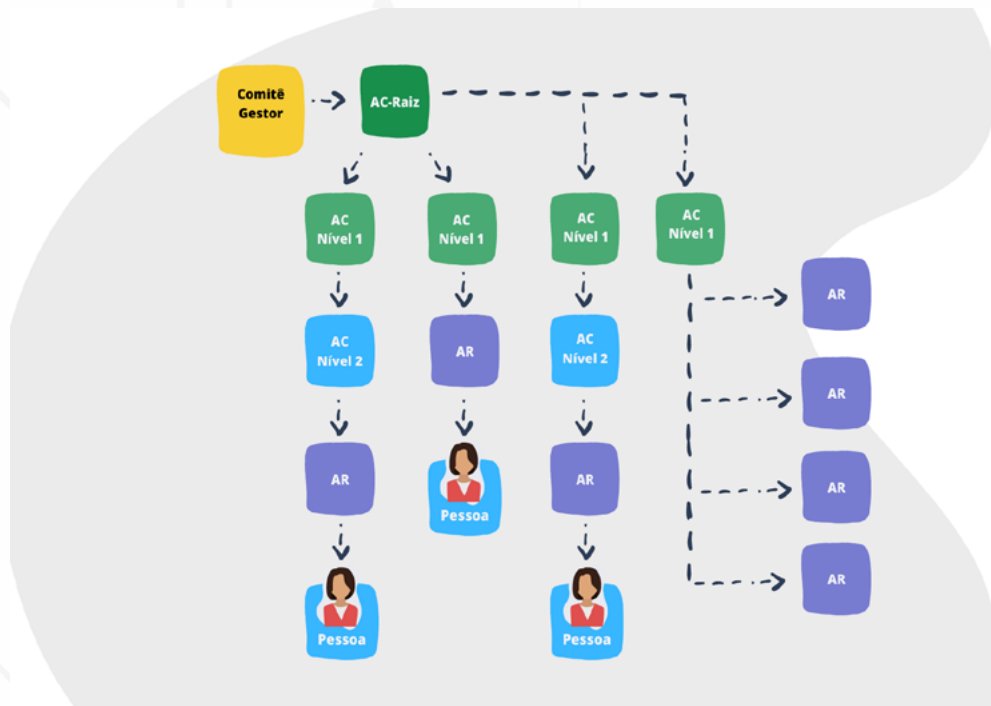 Comitê
Gestor
AC-Raiz
AC
Nível 1
AC
Nível 1
AC
Nível 1
AC
Nível 1
AR
AC
Nível 2
AR
AC
Nível 2
AR
AR
AR
Pessoa
AR
AR
Pessoa
Pessoa